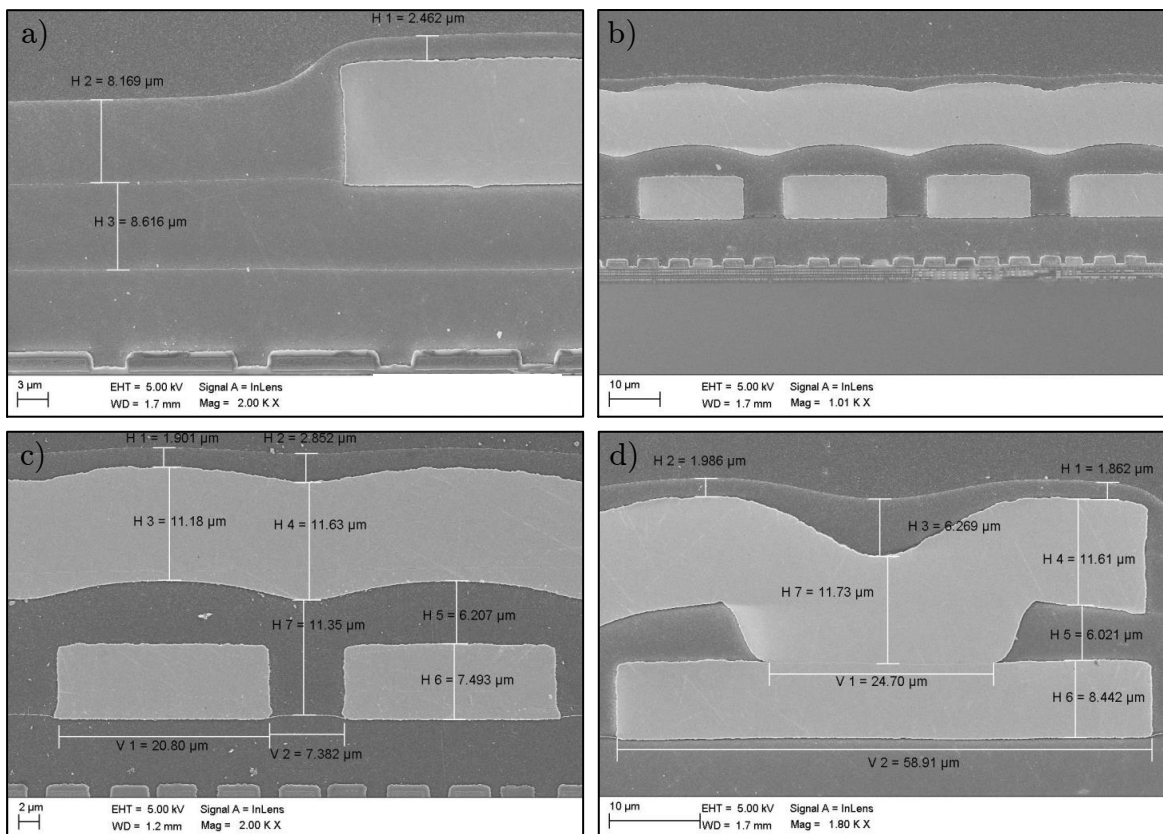 a)
H 1 = 2.462 µm
H 2 = 8.169 µm
H 3 = 8.616 µm
3 µm
EHT = 5.00 kV Signal A = InLens
WD = 1.7 mm Mag = 2.00 K X
b)
10 µm
EHT = 5.00 kV Signal A = InLens
WD = 1.7 mm Mag = 1.01 K X
c)
H 1 = 1.901 µm H 2 = 2.852 µm
H 3 = 11.18 µm H 4 = 11.63 µm
H 7 = 11.35 µm H 5 = 6.207 µm
H 6 = 7.493 µm
V 1 = 20.80 µm V 2 = 7.382 µm
2 µm
EHT = 5.00 kV Signal A = InLens
WD = 1.2 mm Mag = 2.00 K X
d)
H 2 = 1.986 µm H 1 = 1.862 µm
H 3 = 6.269 µm
H 4 = 11.61 µm
H 7 = 11.73 µm
H 5 = 6.021 µm
V 1 = 24.70 µm
H 6 = 8.442 µm
V 2 = 58.91 µm
10 µm
EHT = 5.00 kV Signal A = InLens
WD = 1.7 mm Mag = 1.80 K X